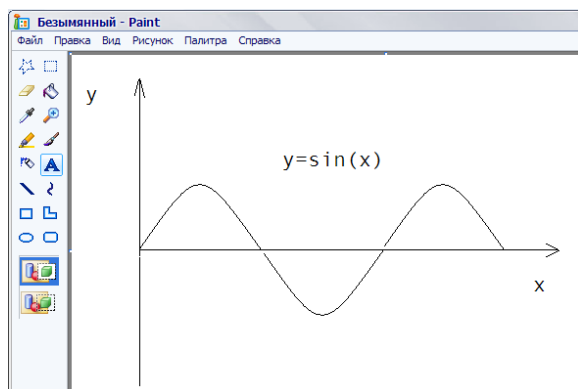 Безымянный - Paint
Файл Правка Вид Рисунок Палитра Справка
y
y=sin(x)
x
A